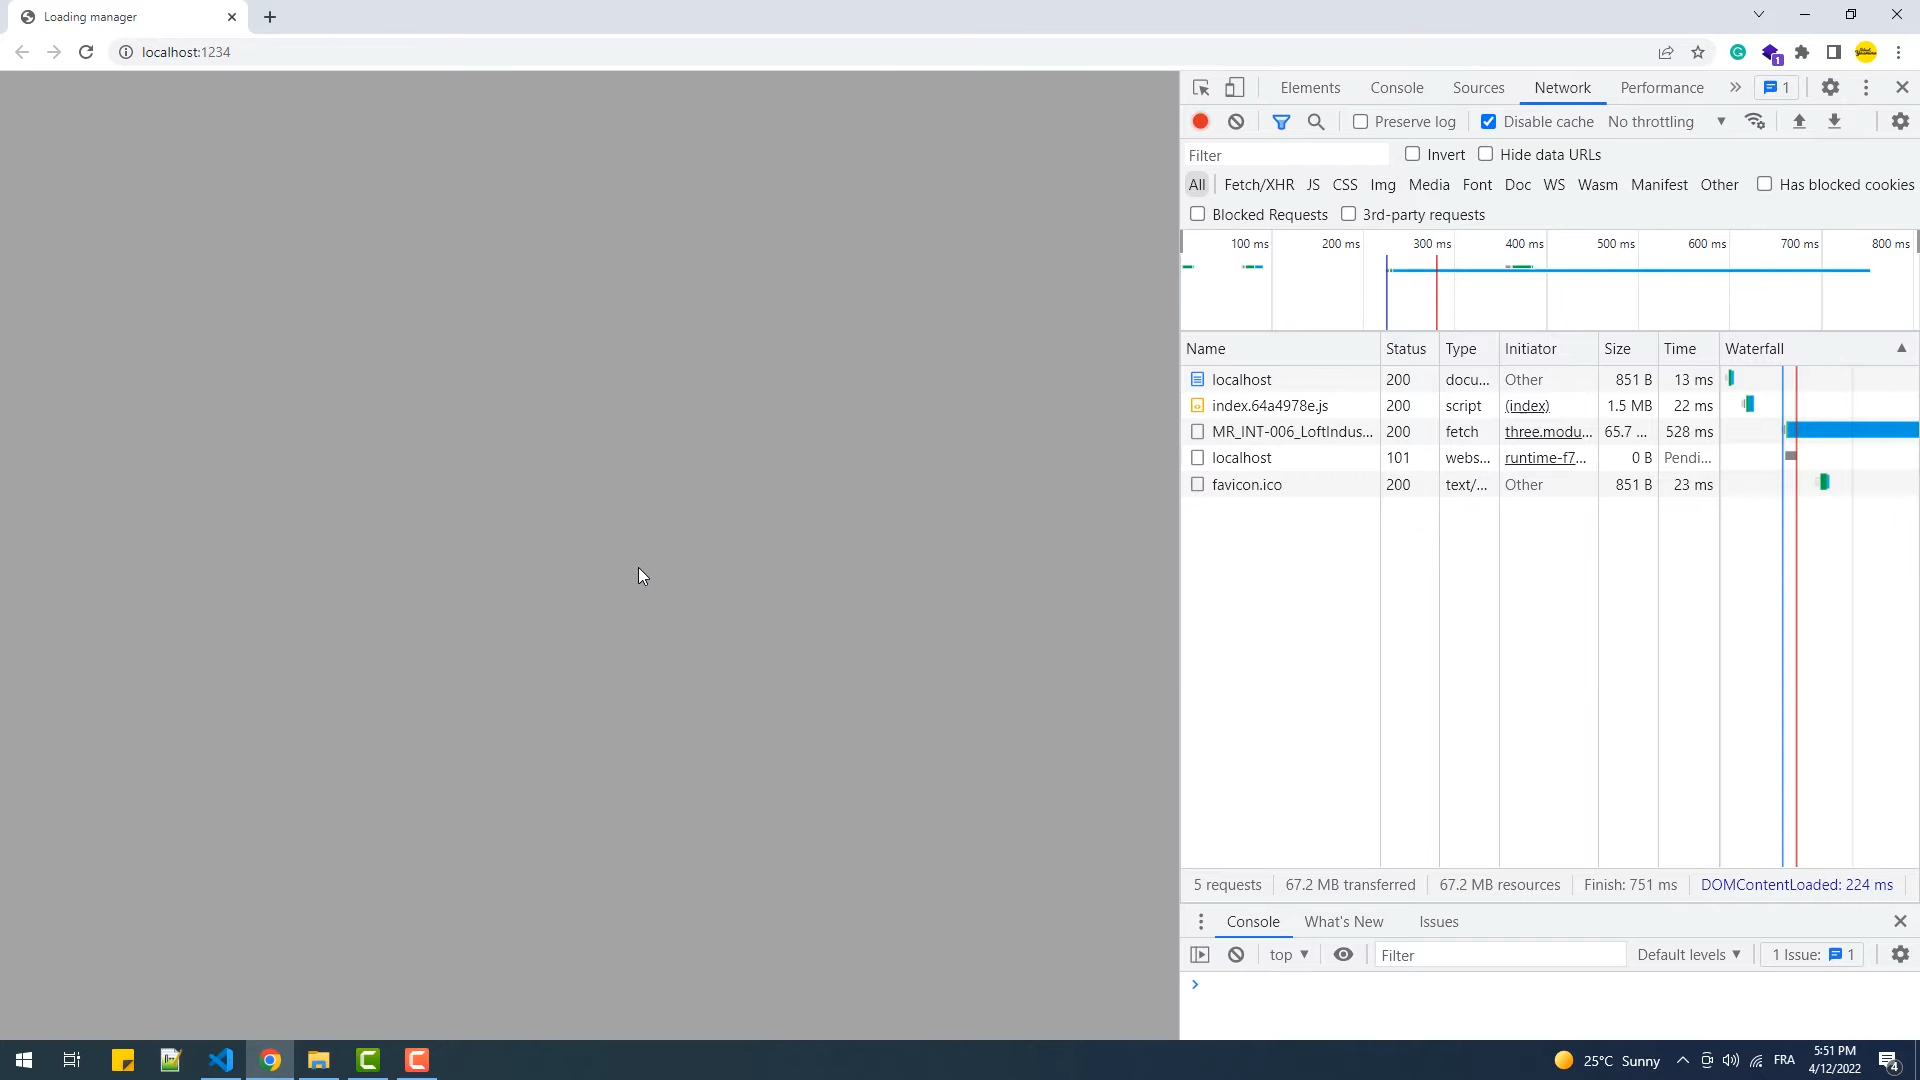 Loading manager
localhost:1234
Elements Console Sources Network Performance 1
Preserve log Disable cache No throttling
Filter Invert Hide data URLs
All Fetch/XHR JS CSS Img Media Font Doc WS Wasm Manifest Other Has blocked cookies
Blocked Requests 3rd-party requests
100 ms 200 ms 300 ms 400 ms 500 ms 600 ms 700 ms 800 ms
Name Status Type Initiator Size Time Waterfall
localhost 200 docu... Other 851 B 13 ms
index.64a4978e.js 200 script (index) 1.5 MB 22 ms
MR_INT-006_LoftIndus... 200 fetch three.modu... 65.7 ... 528 ms
localhost 101 webs... runtime-f7... 0 B Pendi...
favicon.ico 200 text/... Other 851 B 23 ms
5 requests 67.2 MB transferred 67.2 MB resources Finish: 751 ms DOMContentLoaded: 224 ms
Console What's New Issues
top Filter Default levels 1 Issue: 1
25°C Sunny FRA 5:51 PM
4/12/2022 4